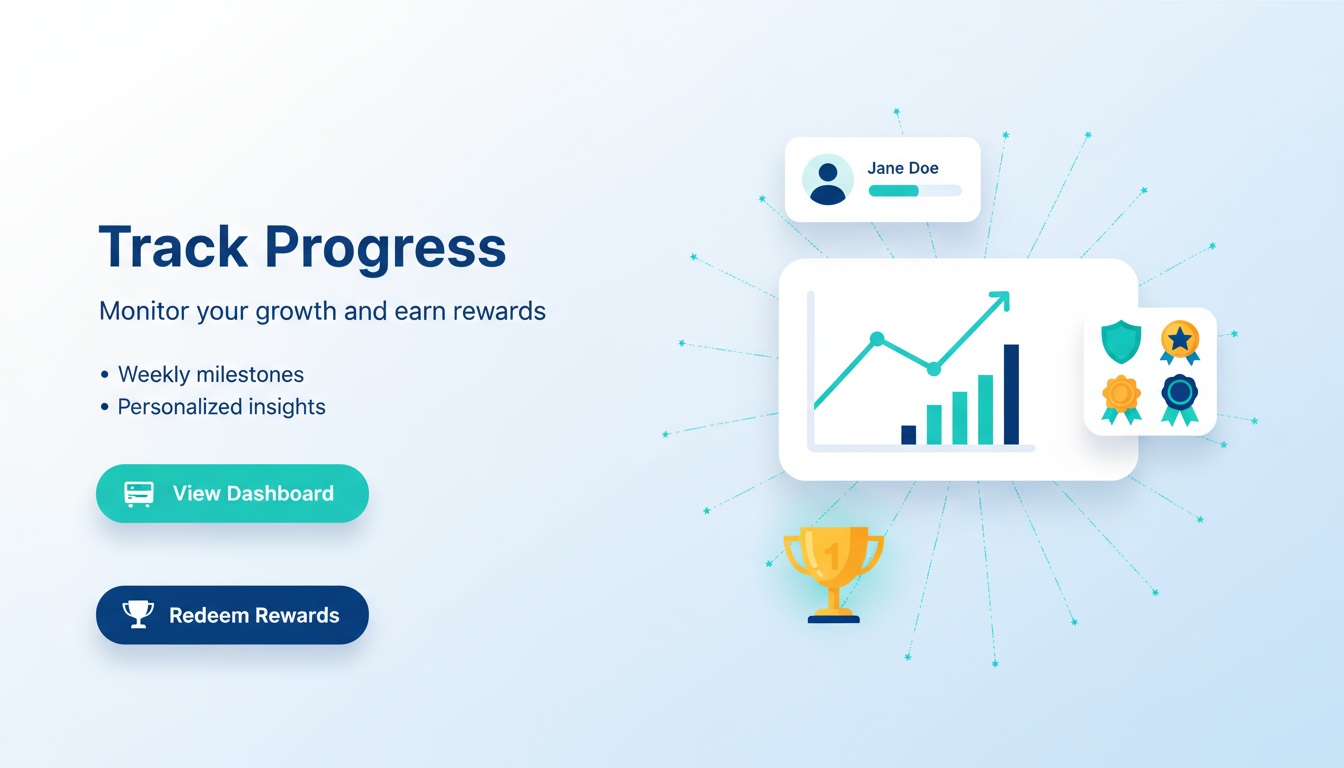 Track Progress
Monitor your growth and earn rewards
• Weekly milestones
• Personalized insights
View Dashboard
Redeem Rewards
Jane Doe
1